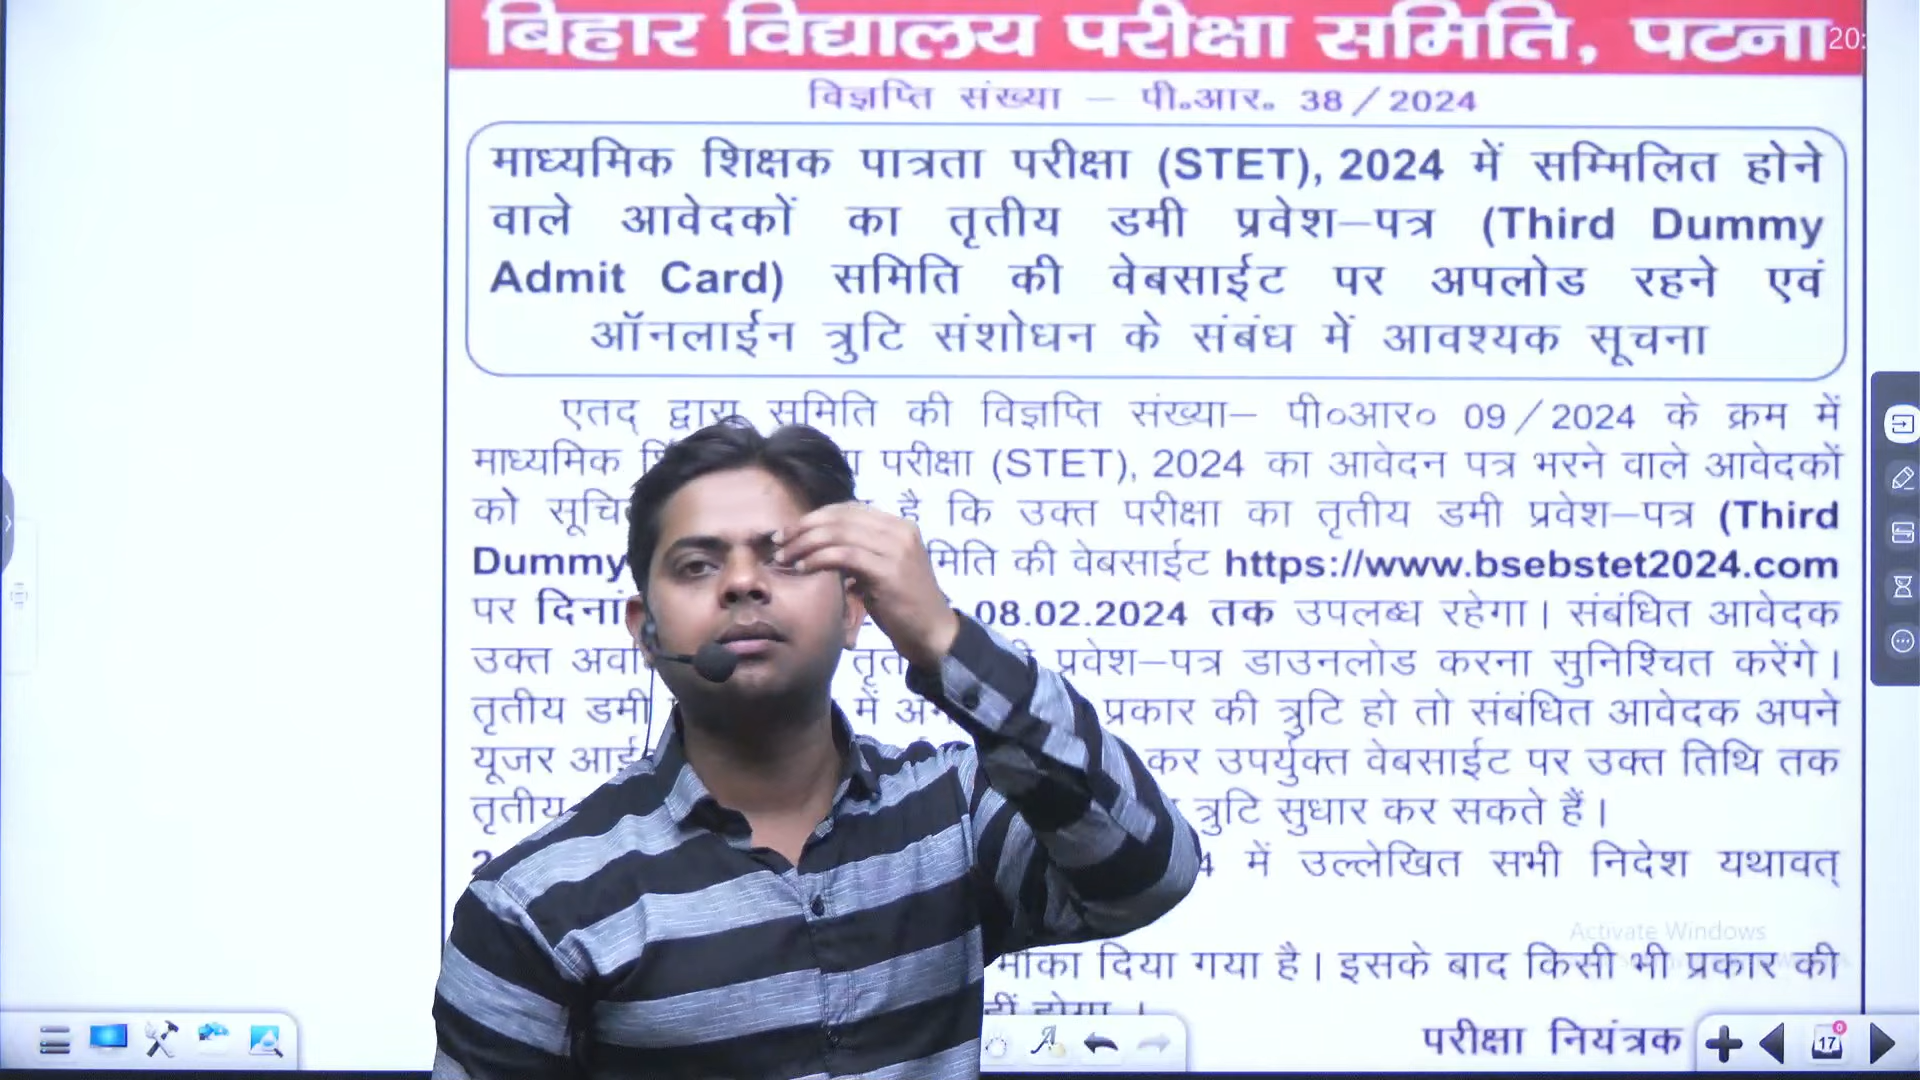 बिहार विद्यालय परीक्षा समिति, पटना
20:
विज्ञप्ति संख्या – पी०आर० 38/2024
माध्यमिक शिक्षक पात्रता परीक्षा (STET), 2024 में सम्मिलित होने
वाले आवेदकों का तृतीय डमी प्रवेश–पत्र (Third Dummy
Admit Card) समिति की वेबसाईट पर अपलोड रहने एवं
ऑनलाईन त्रुटि संशोधन के संबंध में आवश्यक सूचना
एतद् द्वारा समिति की विज्ञप्ति संख्या– पी०आर० 09/2024 के क्रम में
माध्यमिक परीक्षा (STET), 2024 का आवेदन पत्र भरने वाले आवेदकों
को है कि उक्त परीक्षा का तृतीय डमी प्रवेश–पत्र (Third
Dummy की वेबसाईट https://www.bsebstet2024.com
पर 08.02.2024 तक उपलब्ध रहेगा। संबंधित आवेदक
उक्त प्रवेश–पत्र डाउनलोड करना सुनिश्चित करेंगे।
तृतीय डमी में प्रकार की त्रुटि हो तो संबंधित आवेदक अपने
यूजर कर उपर्युक्त वेबसाईट पर उक्त तिथि तक
तृतीय त्रुटि सुधार कर सकते हैं।
में उल्लेखित सभी निदेश यथावत्
मौका दिया गया है। इसके बाद किसी भी प्रकार की
परीक्षा नियंत्रक
Activate Windows
17
0